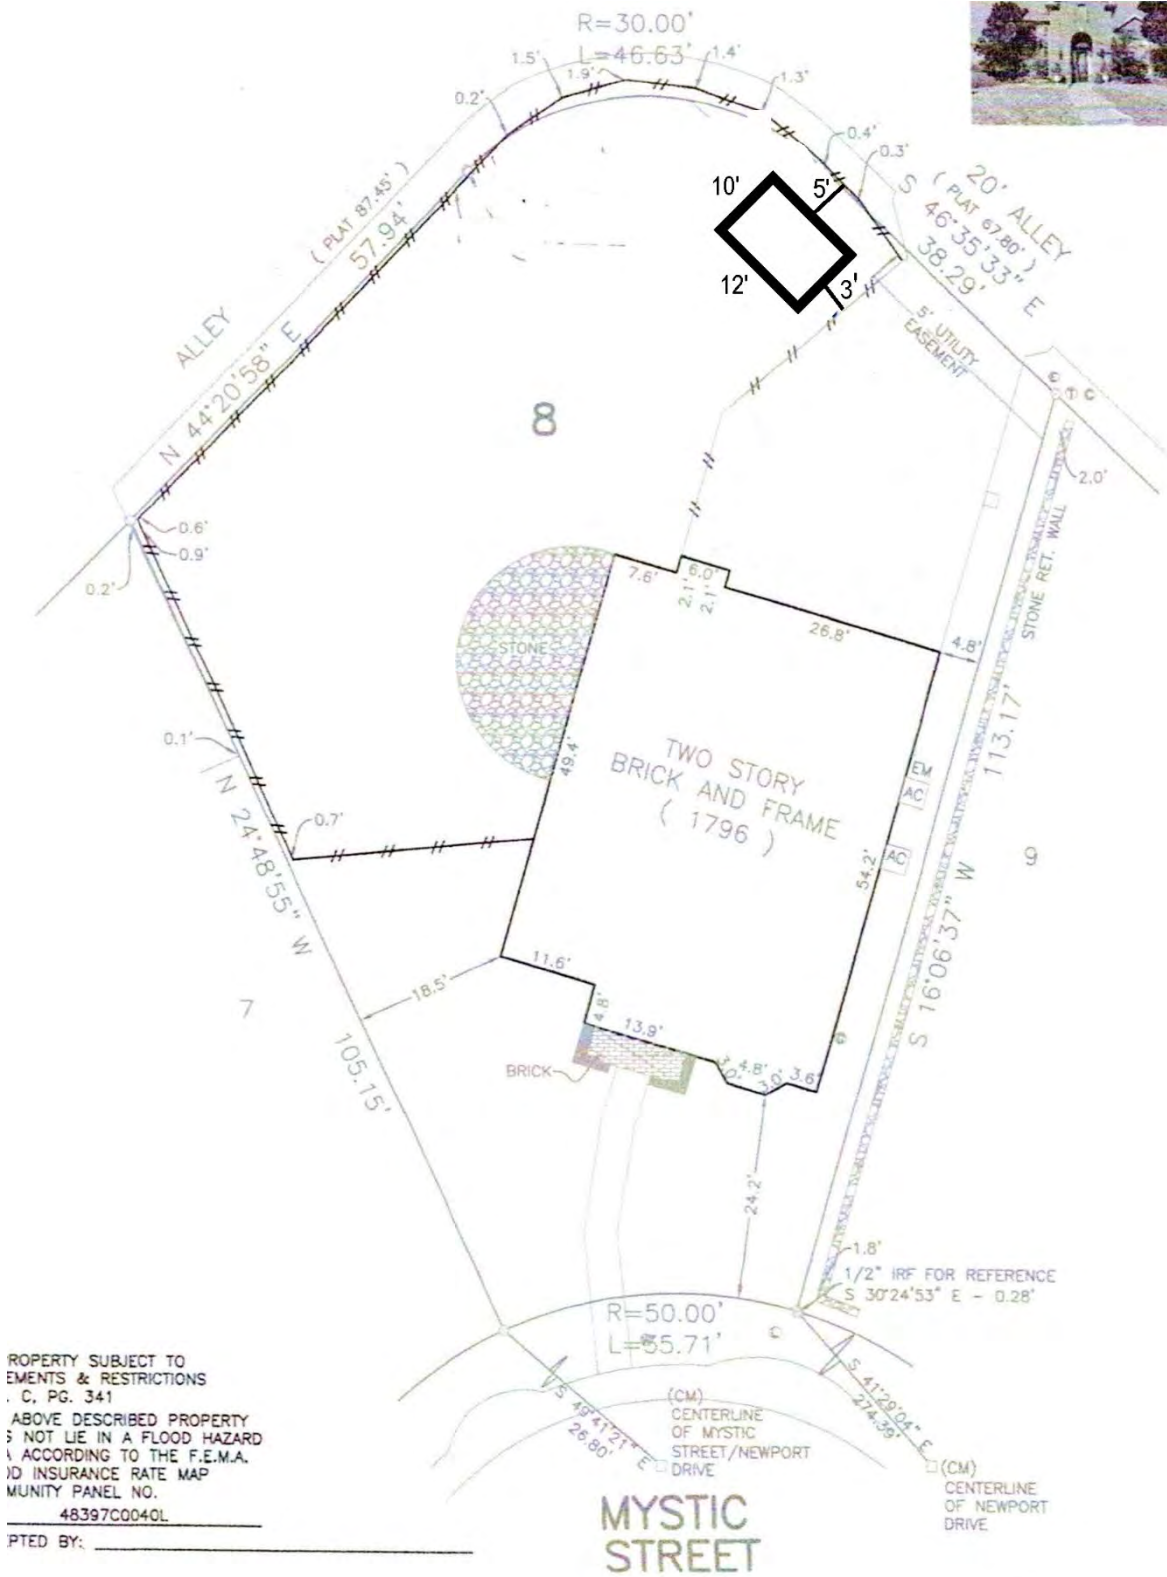 R=30.00'
L=46.63'
1.5'
1.9'
1.4'
1.3'
0.2'
0.4'
0.3'
10'
5'
12'
3'
20' ALLEY
( PLAT 67.80' )
S 46°35'33" E
38.29'
( PLAT 87.45' )
57.94'
ALLEY
N 44°20'58" E
5' UTILITY
EASEMENT
8
2.0'
0.6'
0.9'
0.2'
7.6'
6.0'
2.1'
2.1'
26.8'
4.8'
STONE RET. WALL
STONE
49.4'
TWO STORY
BRICK AND FRAME
( 1796 )
EM
AC
AC
113.17'
S 16°06'37" W
54.2'
9
0.1'
0.7'
N 24°48'55" W
105.15'
7
11.6'
18.5'
4.8'
13.9'
BRICK
3.0'
4.8'
3.0'
3.6'
24.2'
1.8'
1/2" IRF FOR REFERENCE
S 30°24'53" E - 0.28'
R=50.00'
L=55.71'
S 49°41'21" E
26.80'
S 41°29'04" E
274.39'
(CM)
CENTERLINE
OF MYSTIC
STREET/NEWPORT
DRIVE
(CM)
CENTERLINE
OF NEWPORT
DRIVE
MYSTIC
STREET
ROPERTY SUBJECT TO
EMENTS & RESTRICTIONS
. C, PG. 341
ABOVE DESCRIBED PROPERTY
S NOT LIE IN A FLOOD HAZARD
A ACCORDING TO THE F.E.M.A.
OD INSURANCE RATE MAP
MUNITY PANEL NO.
48397C0040L
EPTED BY: